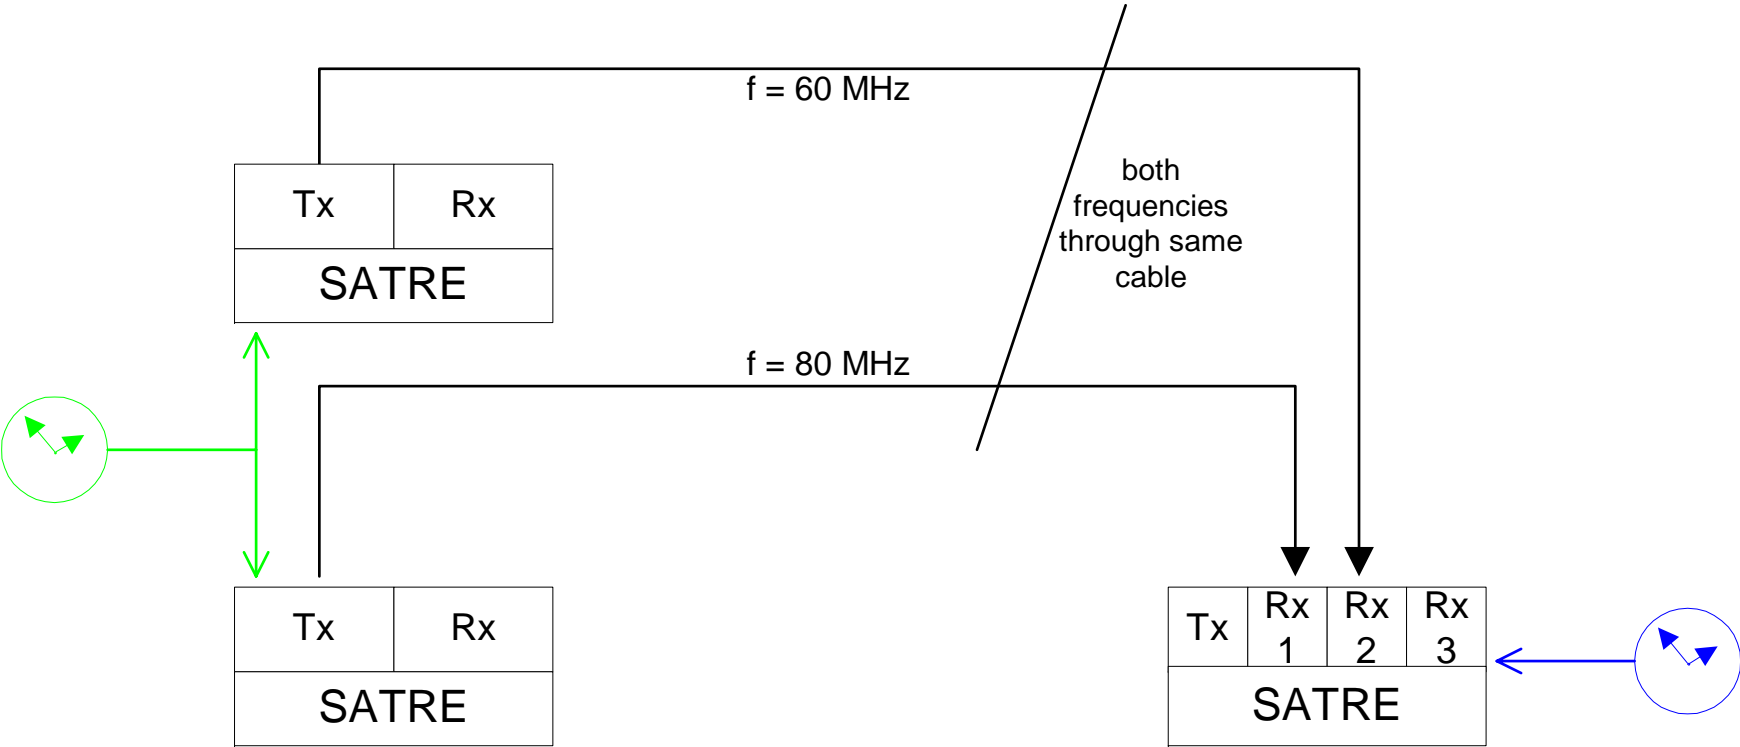 f = 60 MHz
both
frequencies
through same
cable
Tx Rx
SATRE
f = 80 MHz
Tx Rx
SATRE
Tx Rx 1 Rx 2 Rx 3
SATRE